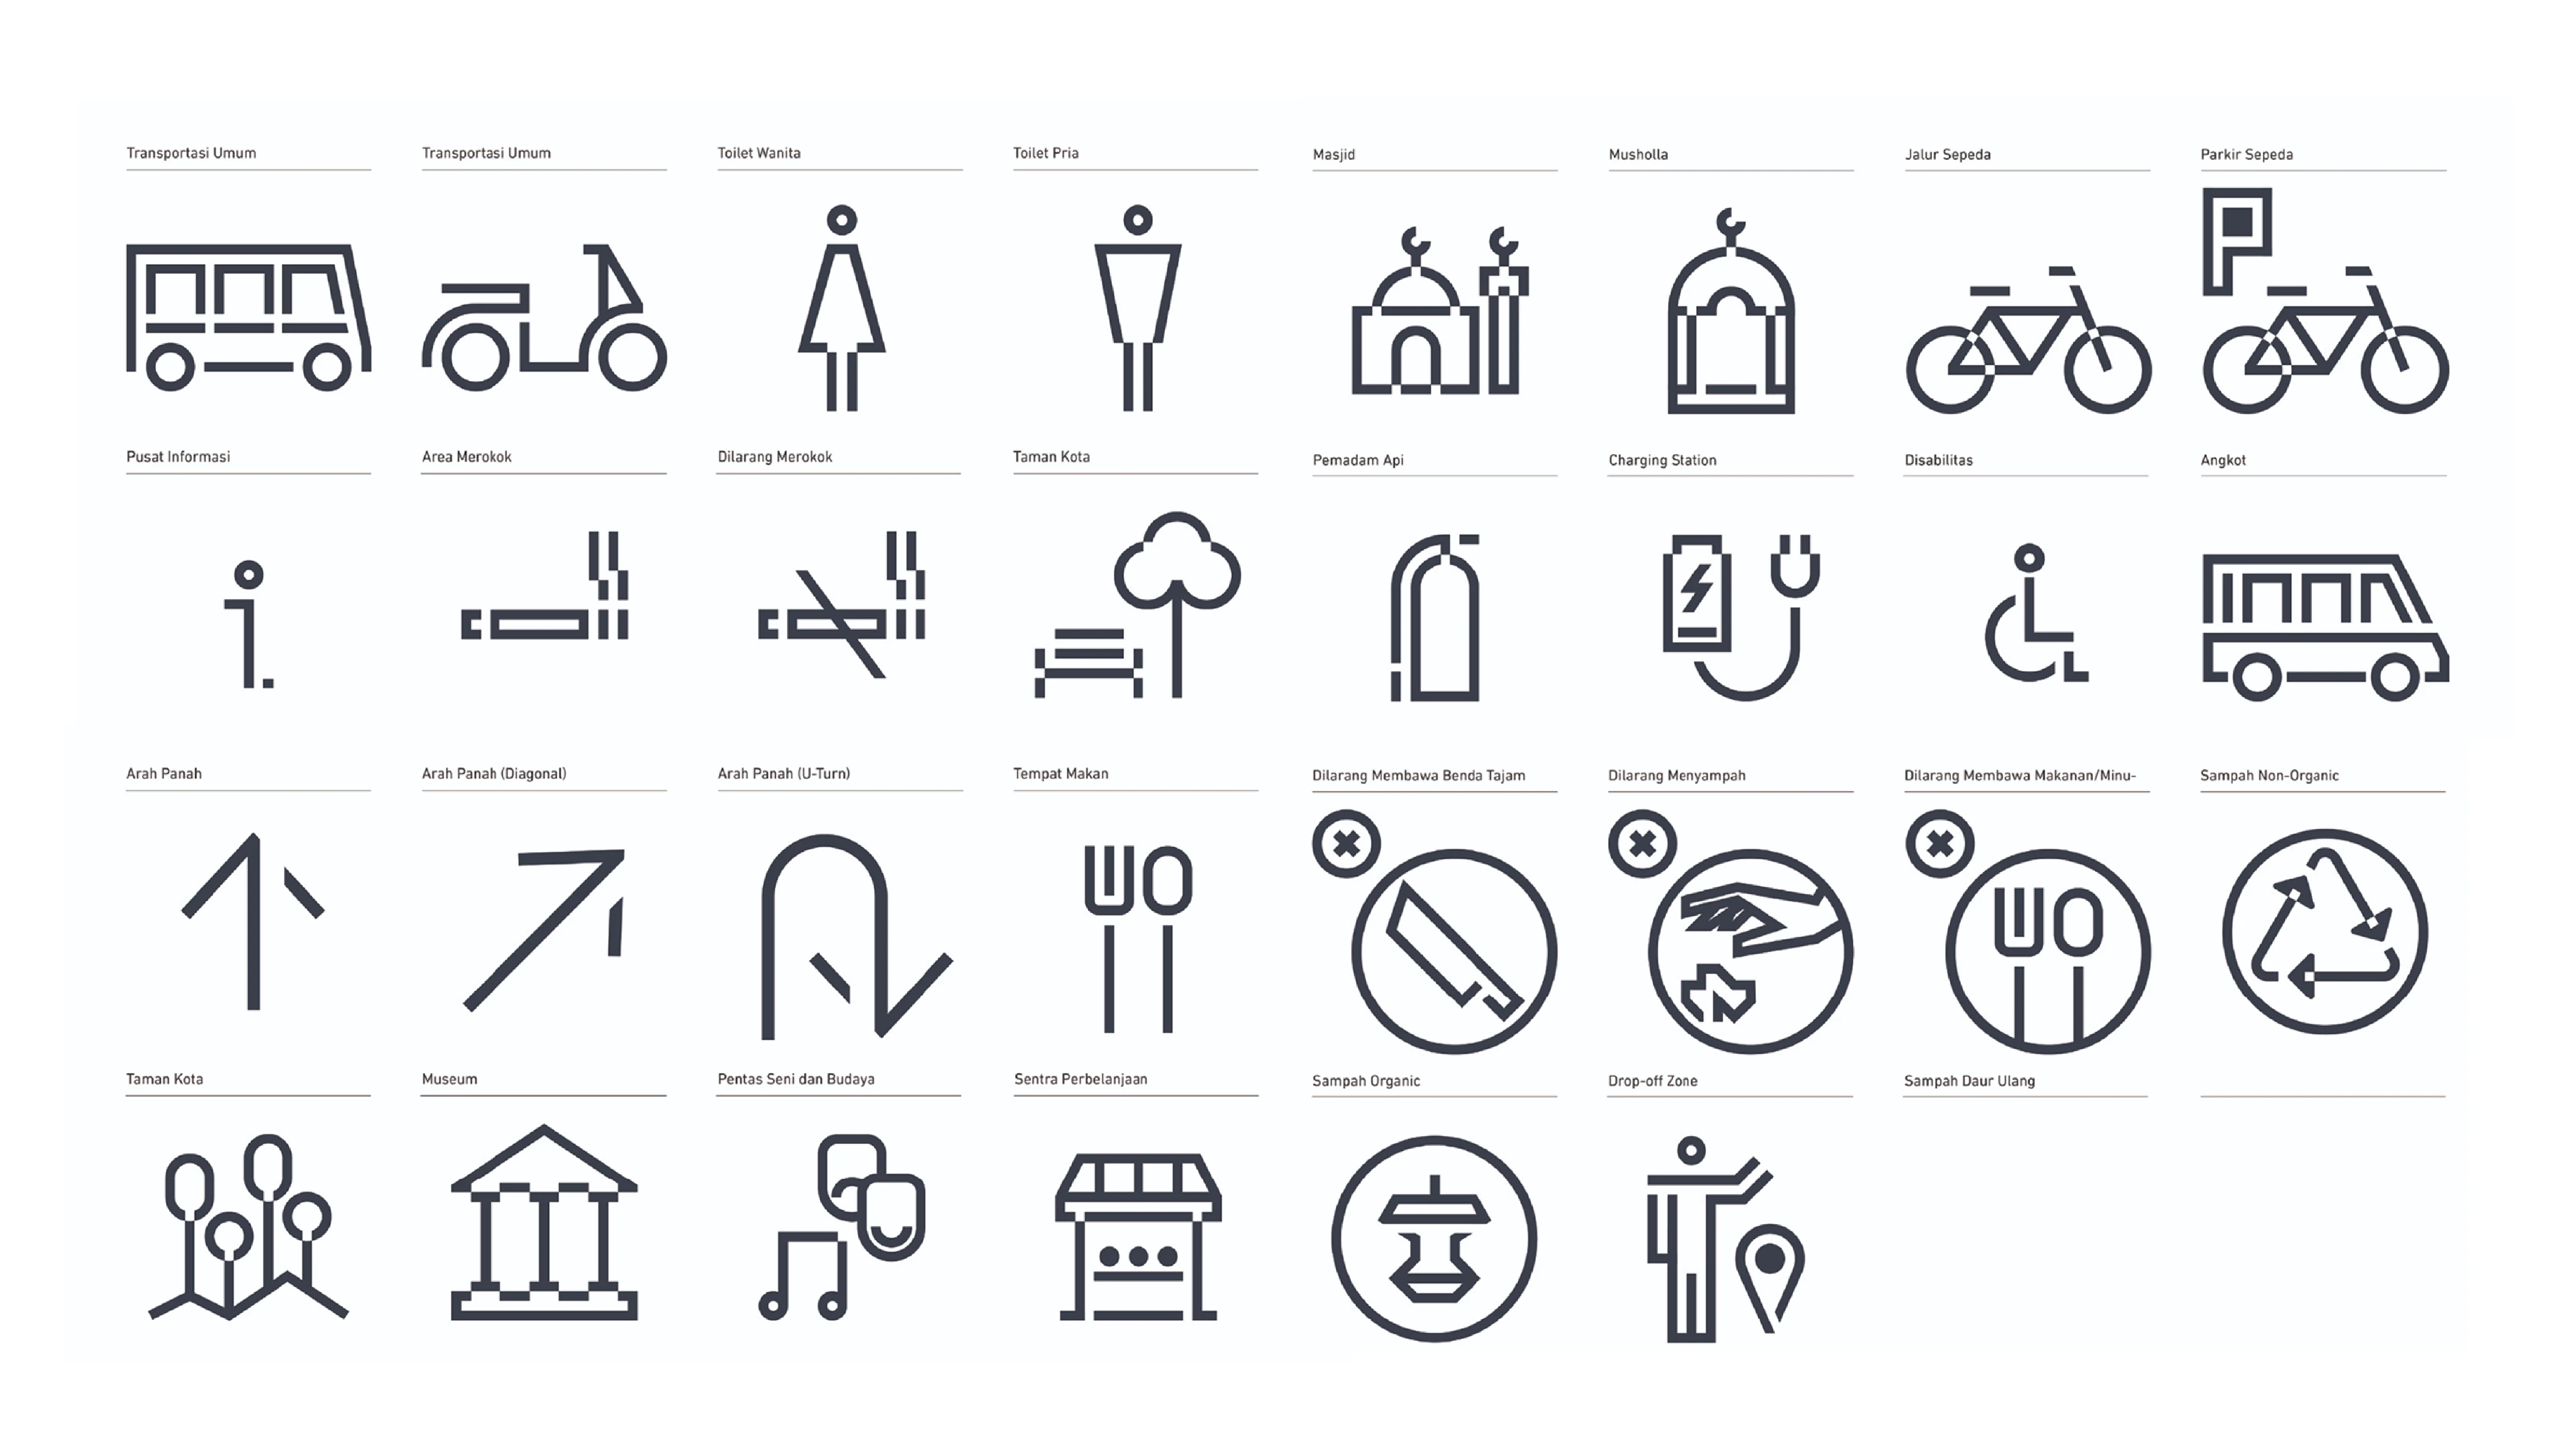 Transportasi Umum
Transportasi Umum
Toilet Wanita
Toilet Pria
Masjid
Musholla
Jalur Sepeda
Parkir Sepeda
P
Pusat Informasi
Area Merokok
Dilarang Merokok
Taman Kota
Pemadam Api
Charging Station
Disabilitas
Angkot
Arah Panah
Arah Panah (Diagonal)
Arah Panah (U-Turn)
Tempat Makan
Dilarang Membawa Benda Tajam
Dilarang Menyampah
Dilarang Membawa Makanan/Minu-
Sampah Non-Organic
Taman Kota
Museum
Pentas Seni dan Budaya
Sentra Perbelanjaan
Sampah Organic
Drop-off Zone
Sampah Daur Ulang